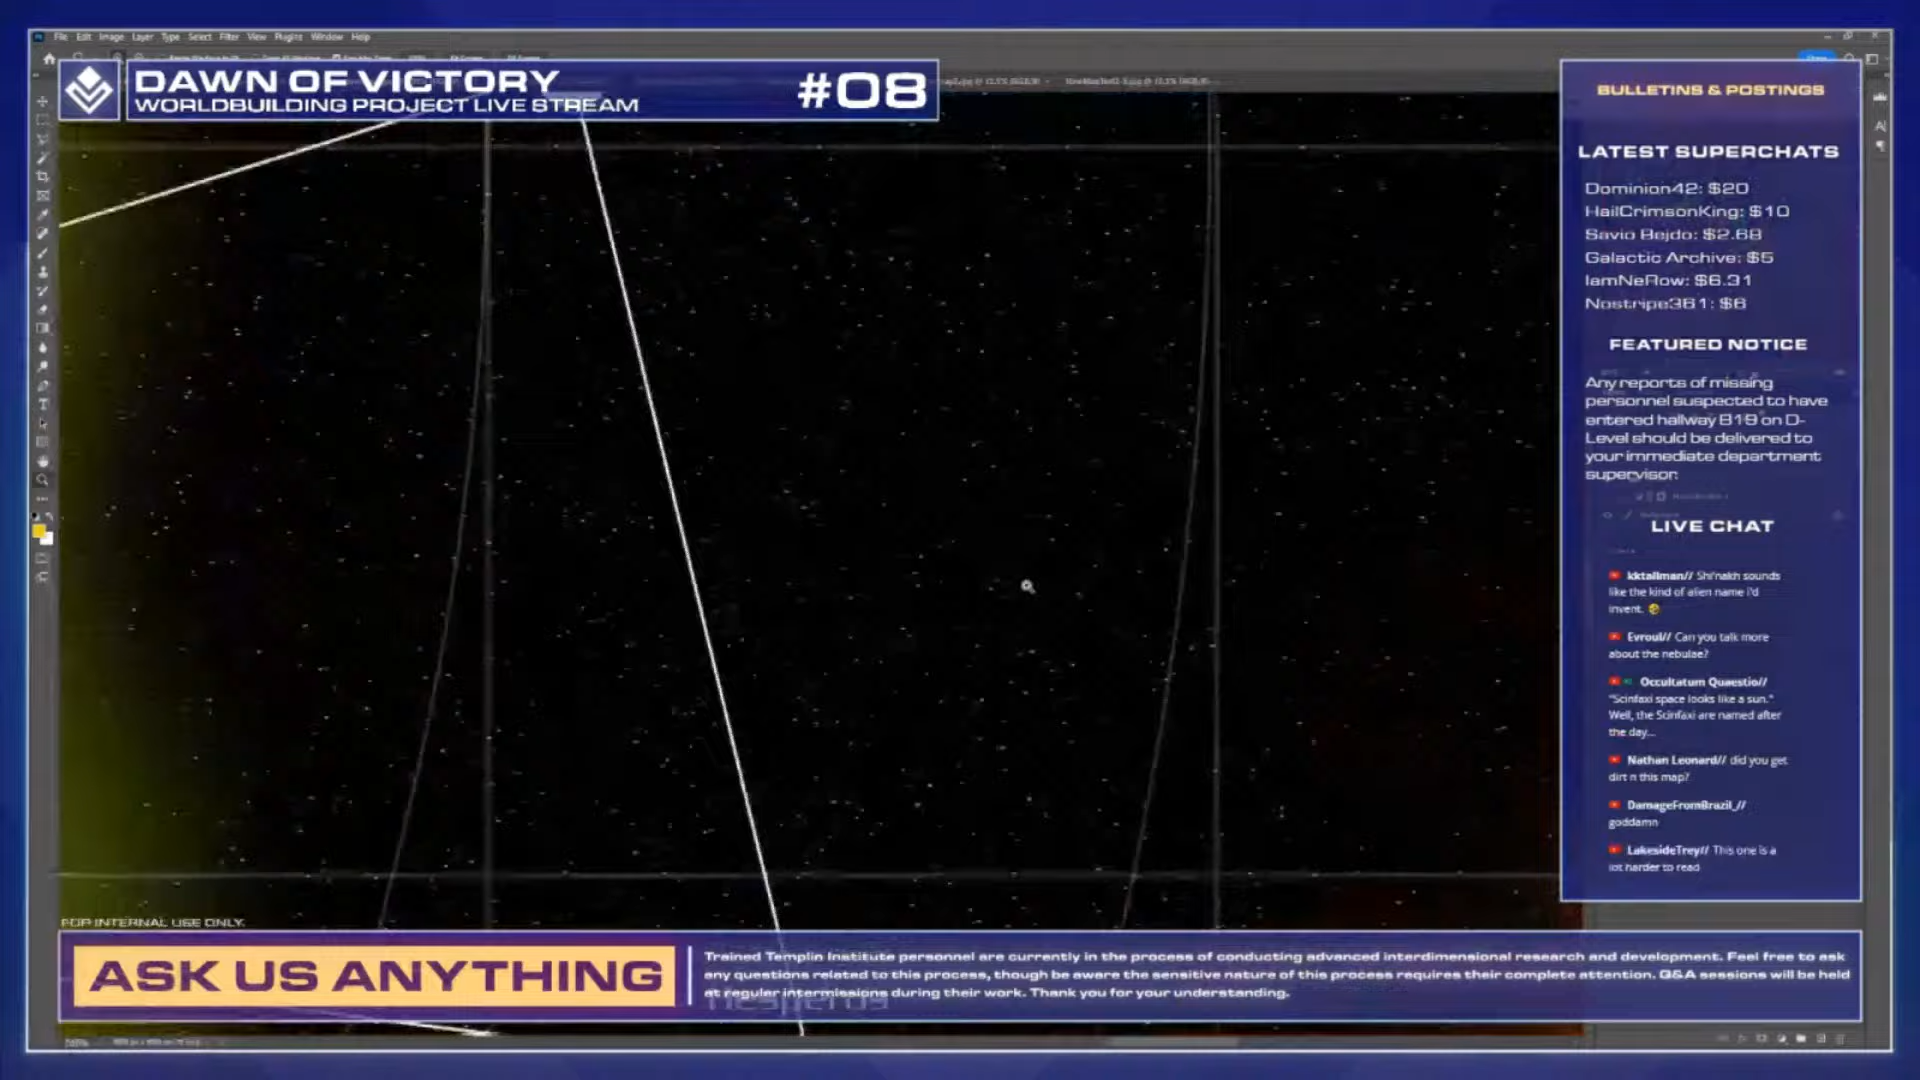 File Edit Image Layer Type Select Filter View Plugins Window Help
DAWN OF VICTORY
WORLDBUILDING PROJECT LIVE STREAM
#08
BULLETINS & POSTINGS
LATEST SUPERCHATS
Dominion42: $20
HailCrimsonKing: $10
Savio Bejdo: $2.68
Galactic Archive: $5
IamNeRow: $6.31
Nostripe361: $6
FEATURED NOTICE
Any reports of missing
personnel suspected to have
entered hallway B19 on D-
Level should be delivered to
your immediate department
supervisor.
LIVE CHAT
kktallman// Shi'nakh sounds
like the kind of alien name i'd
invent. 🤣
Evroul// Can you talk more
about the nebulae?
Occultatum Quaestio//
"Scinfaxi space looks like a sun."
Well, the Scinfaxi are named after
the day...
Nathan Leonard// did you get
dirt n this map?
DamageFromBrazil_//
goddamn
LakesideTrey// This one is a
lot harder to read
FOR INTERNAL USE ONLY.
ASK US ANYTHING
Trained Templin Institute personnel are currently in the process of conducting advanced interdimensional research and development. Feel free to ask
any questions related to this process, though be aware the sensitive nature of this process requires their complete attention. Q&A sessions will be held
at regular intermissions during their work. Thank you for your understanding.
Hesperus